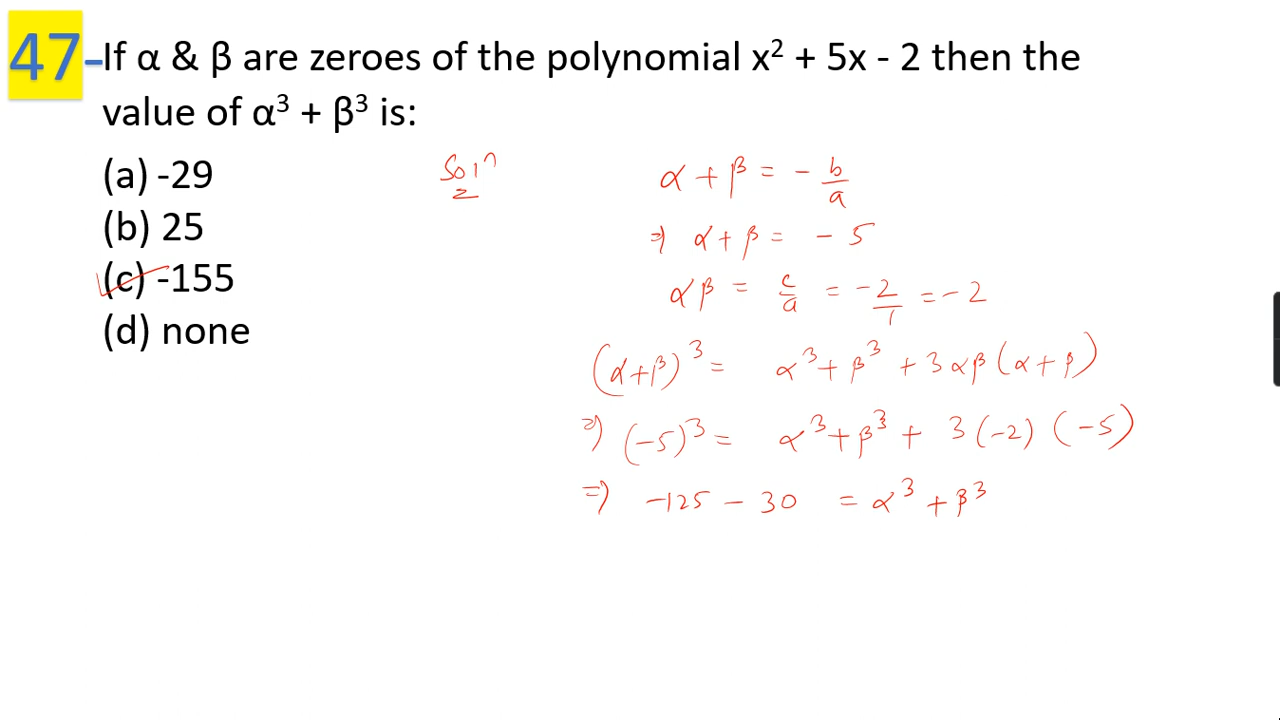 47- If α & β are zeroes of the polynomial x² + 5x - 2 then the
value of α³ + β³ is:
(a) -29
(b) 25
(c) -155
(d) none
Solⁿ
α + β = - b/a
⇒ α + β = - 5
αβ = c/a = -2/1 = -2
(α+β)³ = α³ + β³ + 3αβ(α + β)
⇒ (-5)³ = α³ + β³ + 3(-2) (-5)
⇒ -125 - 30 = α³ + β³